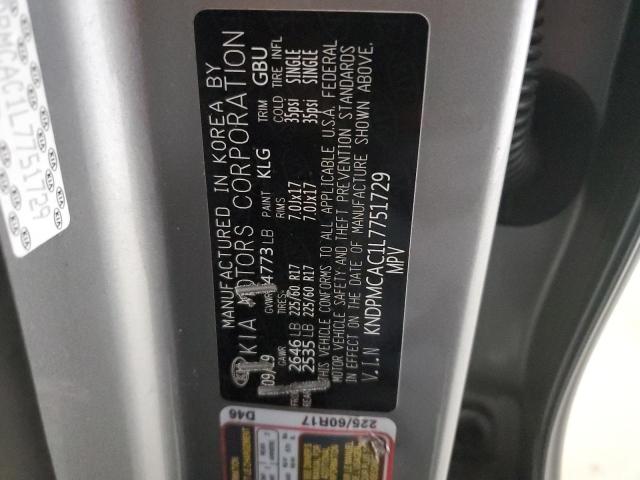 MANUFACTURED IN KOREA BY
KIA MOTORS CORPORATION
09/19 GVWR 4773 LB PAINT KLG TRIM GBU
GAWR TIRES RIMS COLD TIRE INFL
2646 LB 225/60 R17 7.0Jx17 35psi SINGLE
2535 LB 225/60 R17 7.0Jx17 35psi SINGLE
THIS VEHICLE CONFORMS TO ALL APPLICABLE U.S.A. FEDERAL
MOTOR VEHICLE SAFETY AND THEFT PREVENTION STANDARDS
IN EFFECT ON THE DATE OF MANUFACTURE SHOWN ABOVE.
V.I.N KNDPMCAC1L7751729
MPV
PMCAC1L7751729
225/60R17 D46